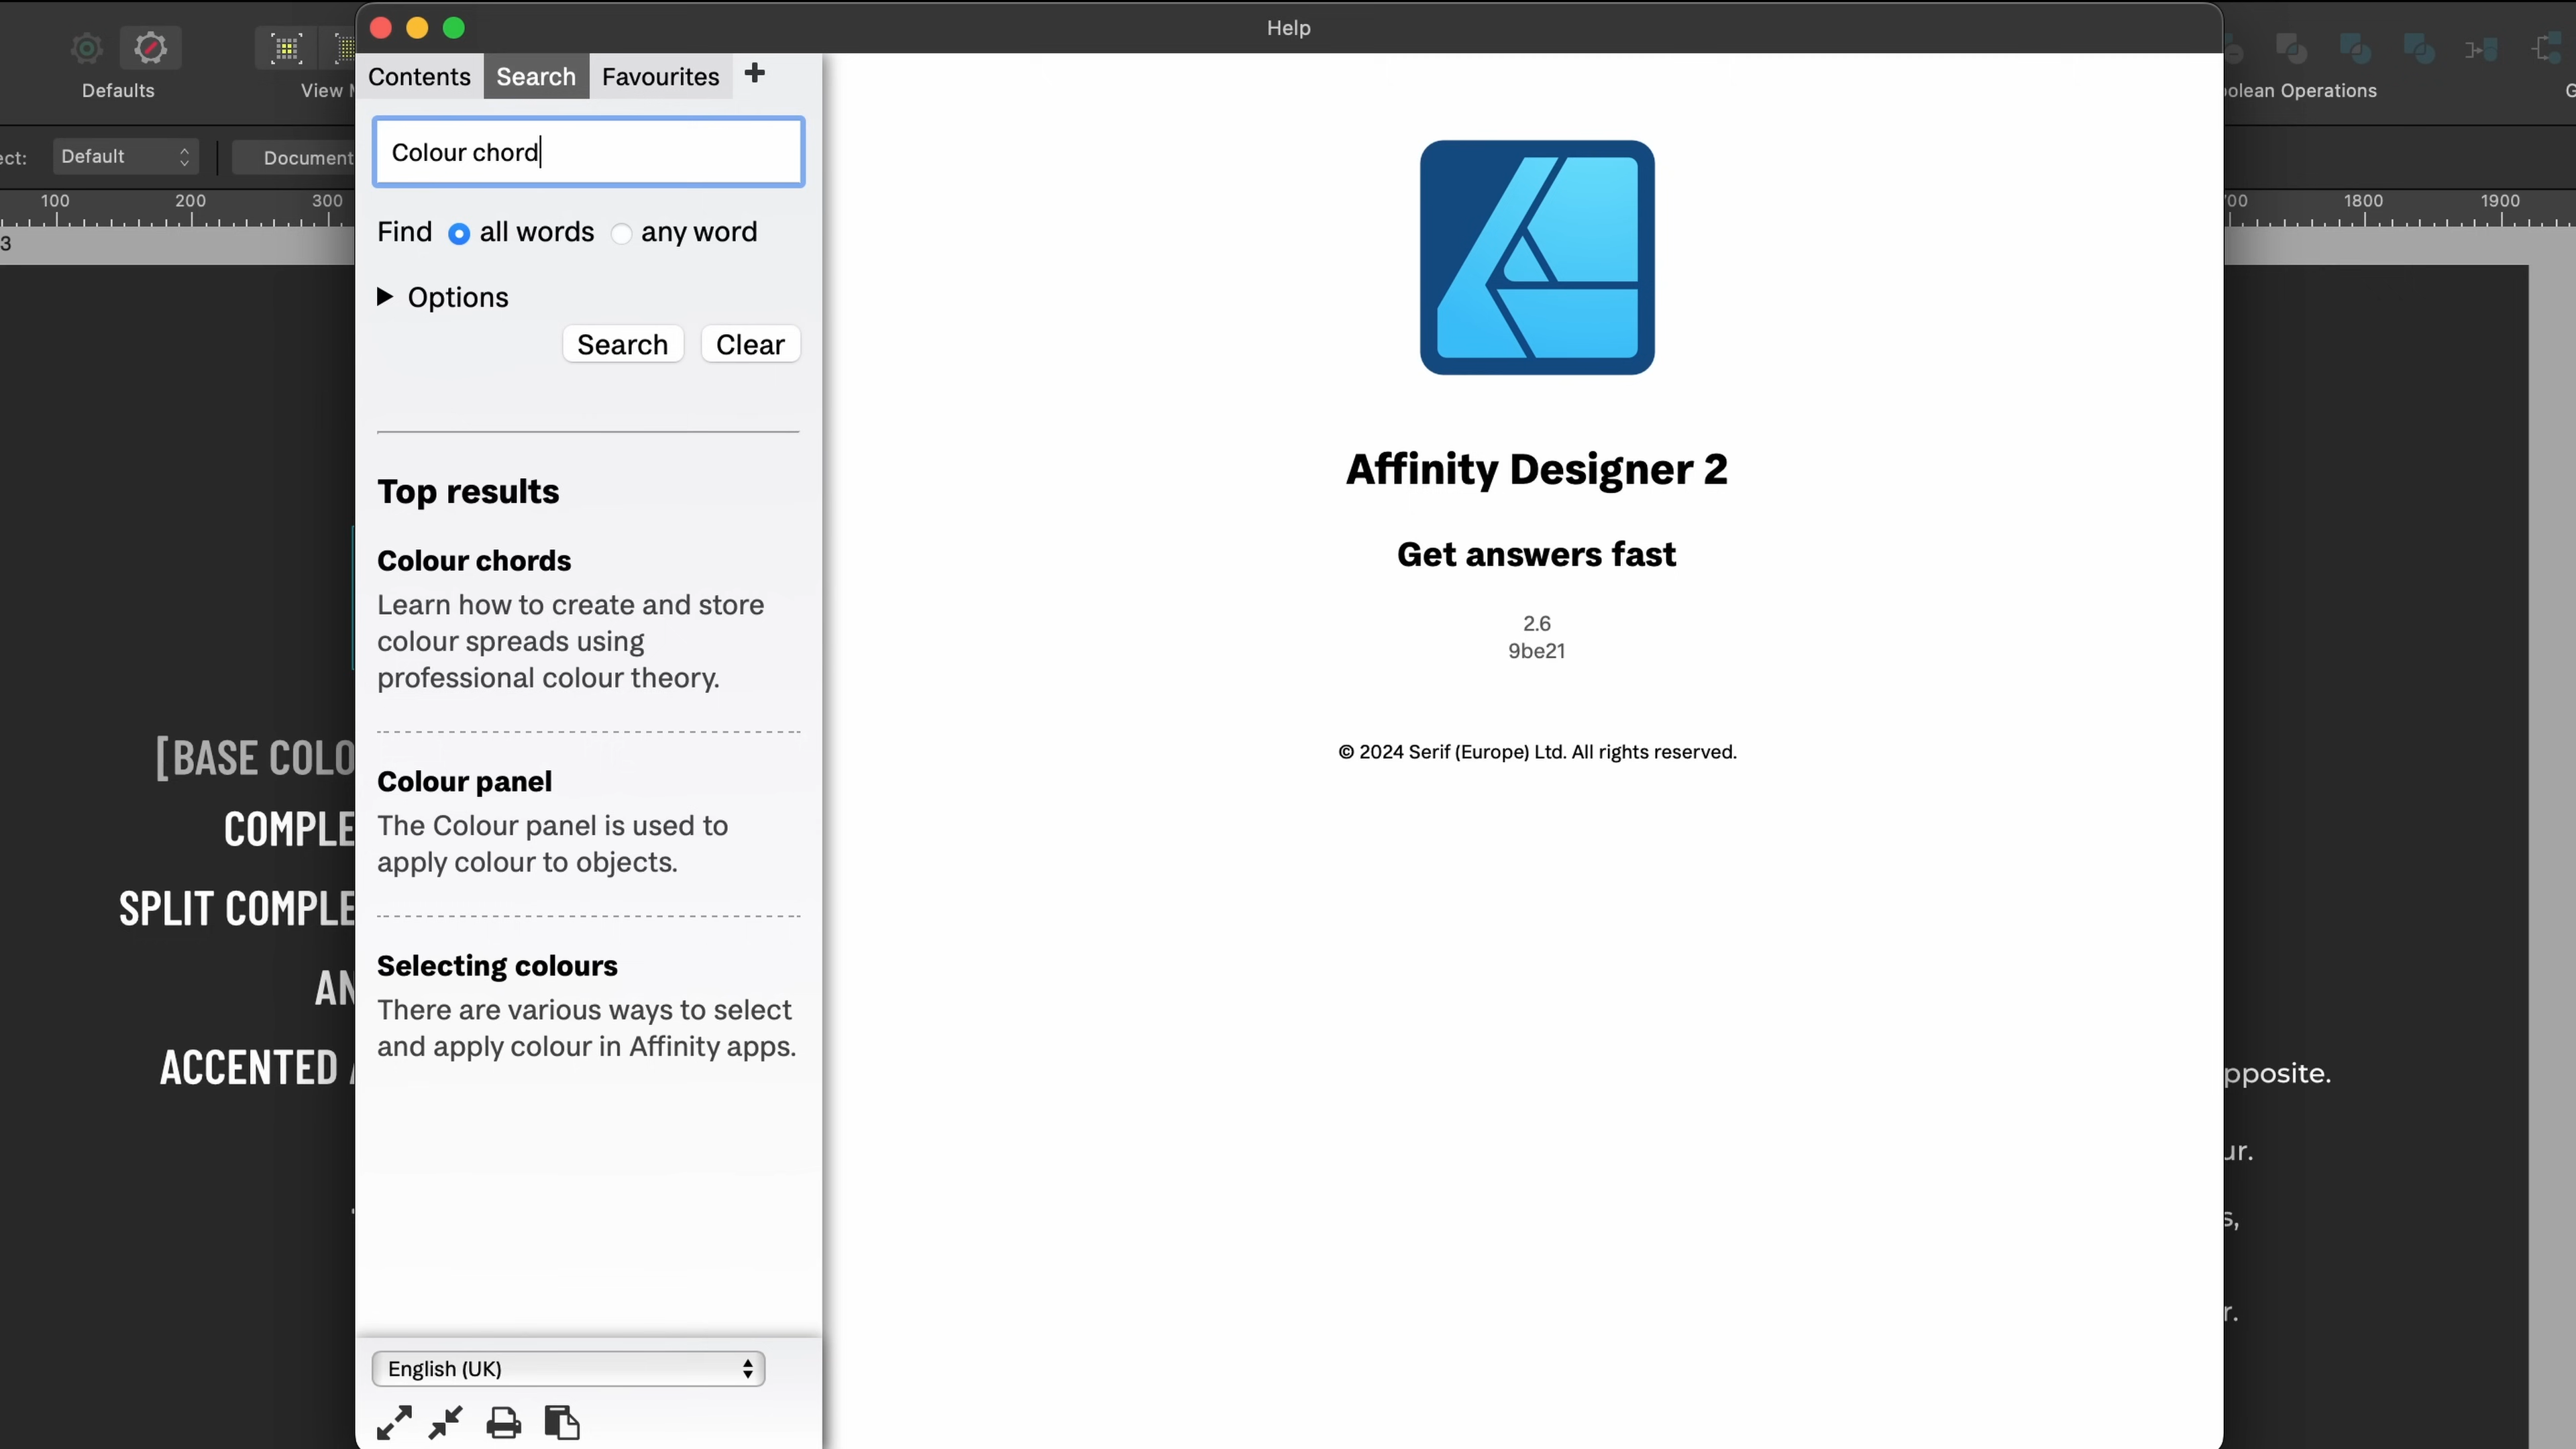 Help
Defaults
View
Boolean Operations
Default
Document
100
200
300
1800
1900
3
Contents
Search
Favourites
Colour chord
Find
all words
any word
Options
Search
Clear
Top results
Colour chords
Learn how to create and store
colour spreads using
professional colour theory.
Colour panel
The Colour panel is used to
apply colour to objects.
Selecting colours
There are various ways to select
and apply colour in Affinity apps.
English (UK)
Affinity Designer 2
Get answers fast
2.6
9be21
© 2024 Serif (Europe) Ltd. All rights reserved.
[BASE COLO
COMPLE
SPLIT COMPLE
AN
ACCENTED A
pposite.
ur.
s,
r.